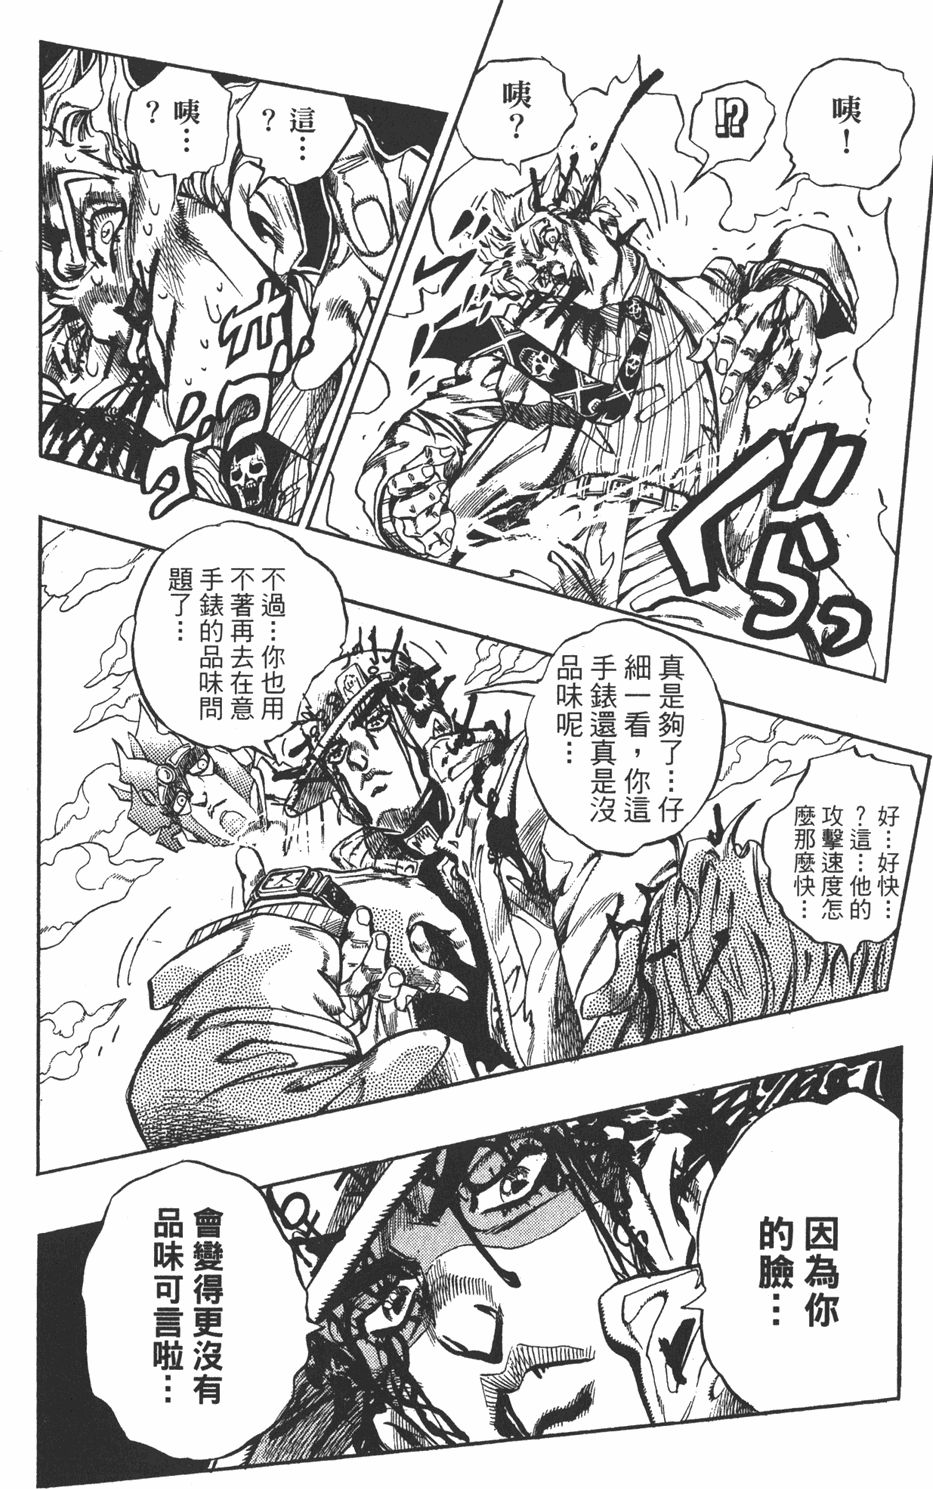 咦！
!?
咦？
ぐらっ
這…？
咦…？
好…好快…
？這…他的
攻擊速度怎
麼那麼快…
真是夠了…仔
細一看，你這
手錶還真是沒
品味呢…
不過…你也用
不著再去在意
手錶的品味問
題了…
因為你
的臉…
會變得更沒有
品味可言啦…